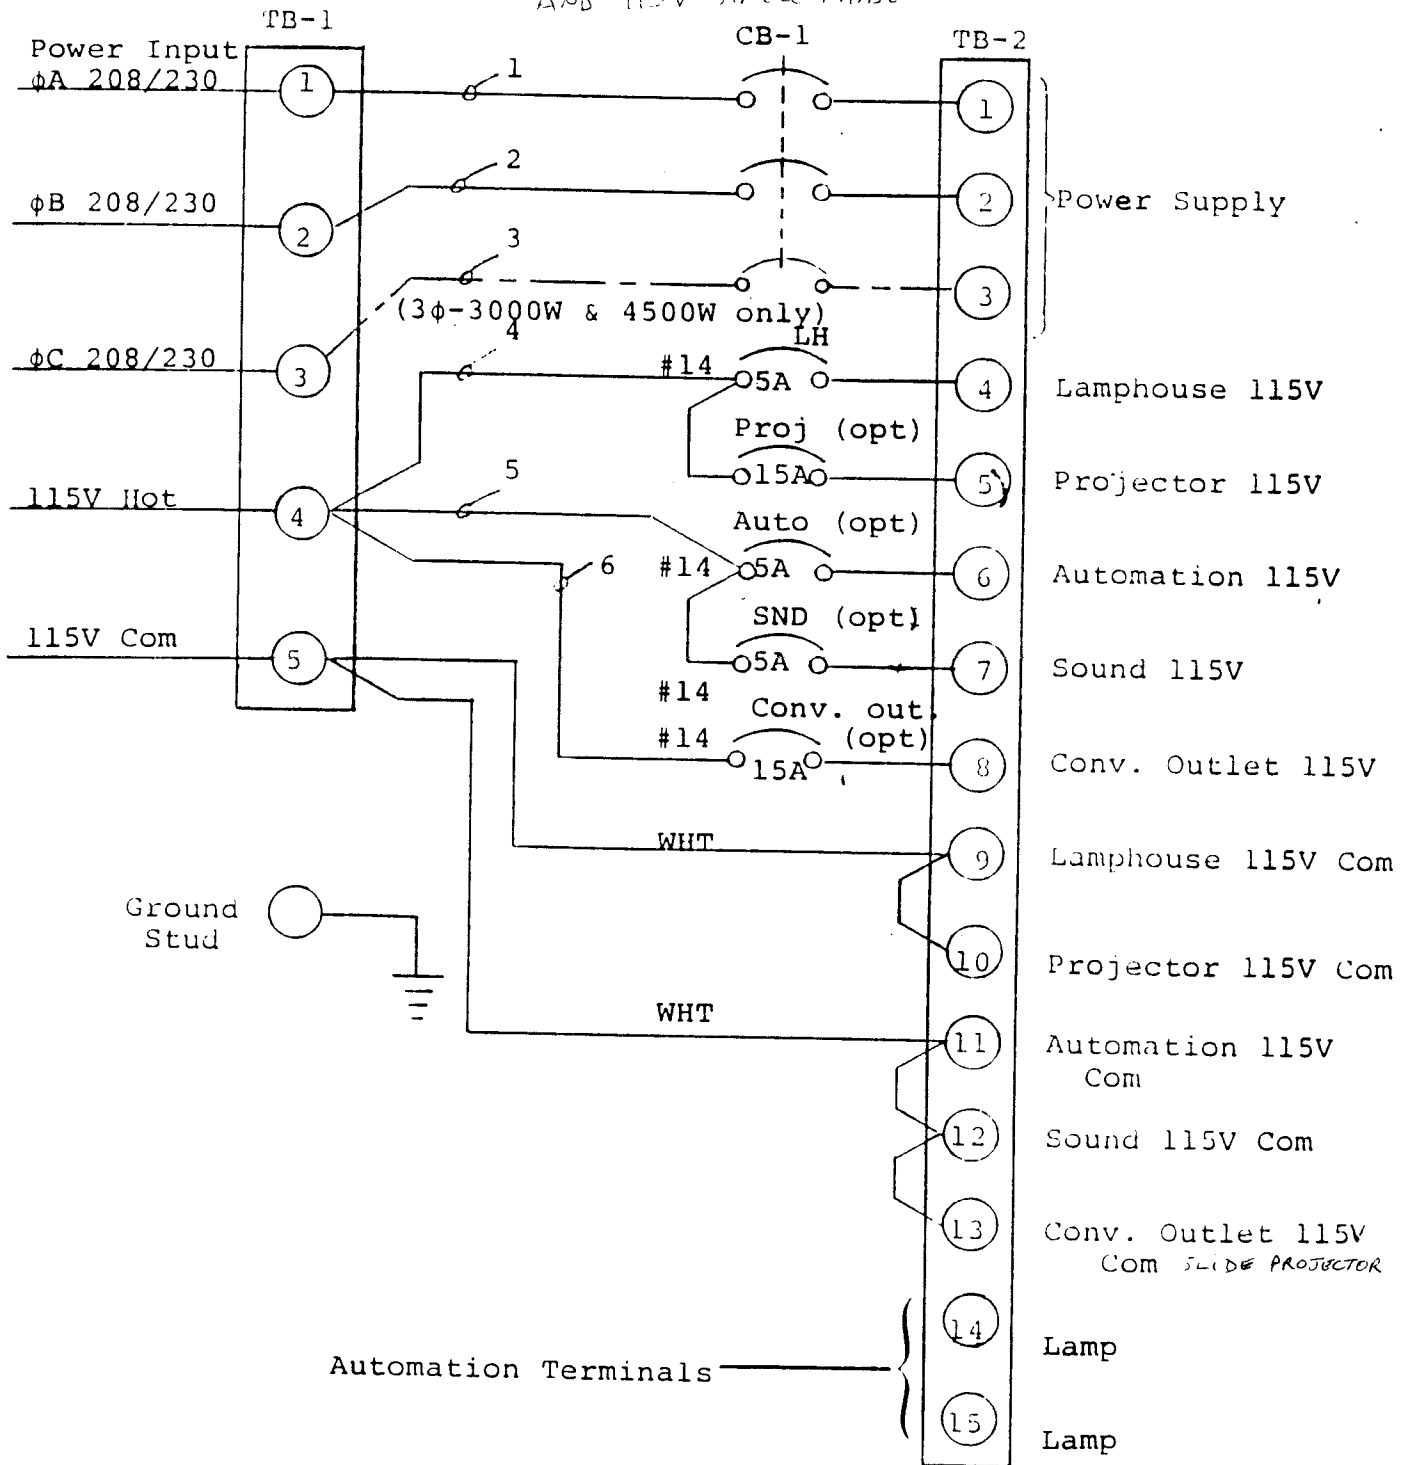 AND 115V
TB-1
CB-1
TB-2
Power Input
ϕA 208/230
1
1
1
ϕB 208/230
2
2
2
Power Supply
3
(3ϕ-3000W & 4500W only)
3
ϕC 208/230
3
4
LH
#14
5A
4
Lamphouse 115V
Proj (opt)
15A
5
Projector 115V
115V Hot
4
5
Auto (opt)
6
#14
5A
6
Automation 115V
SND (opt)
115V Com
5
5A
7
Sound 115V
#14
Conv. out.
(opt)
#14
15A
8
Conv. Outlet 115V
WHT
9
Lamphouse 115V Com
Ground
Stud
10
Projector 115V Com
WHT
11
Automation 115V
Com
12
Sound 115V Com
13
Conv. Outlet 115V
Com SLIDE PROJECTOR
14
Lamp
Automation Terminals
15
Lamp